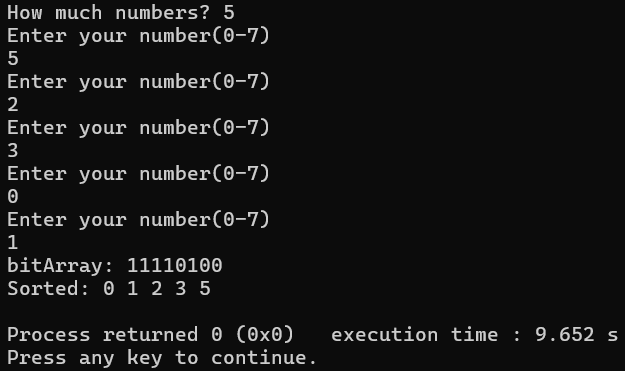 How much numbers? 5
Enter your number(0-7)
5
Enter your number(0-7)
2
Enter your number(0-7)
3
Enter your number(0-7)
0
Enter your number(0-7)
1
bitArray: 11110100
Sorted: 0 1 2 3 5
Process returned 0 (0x0)   execution time : 9.652 s
Press any key to continue.